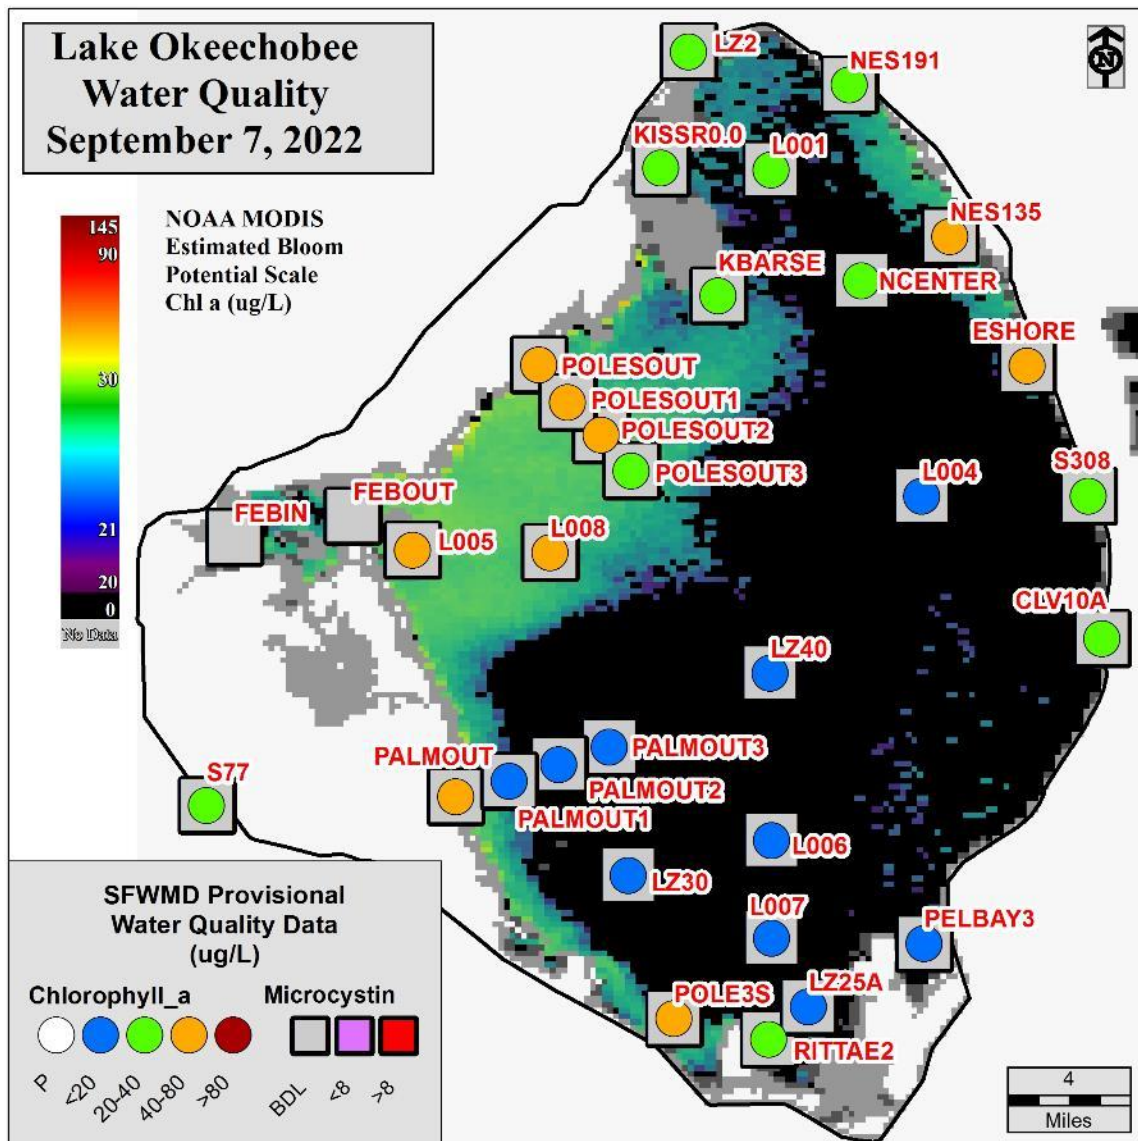 Lake Okeechobee
Water Quality
September 7, 2022
N
NOAA MODIS
Estimated Bloom
Potential Scale
Chl a (ug/L)
145
90
30
21
20
0
No Data
LZ2
NES191
KISSR0.0
L001
NES135
KBARSE
NCENTER
ESHORE
POLESOUT
POLESOUT1
POLESOUT2
POLESOUT3
L004
S308
FEBOUT
FEBIN
L005
L008
CLV10A
LZ40
PALMOUT
PALMOUT3
S77
PALMOUT2
PALMOUT1
L006
LZ30
L007
PELBAY3
LZ25A
POLE3S
RITTAE2
SFWMD Provisional
Water Quality Data
(ug/L)
Chlorophyll_a
Microcystin
P
<20
20-40
40-80
>80
BDL
<8
>8
4
Miles